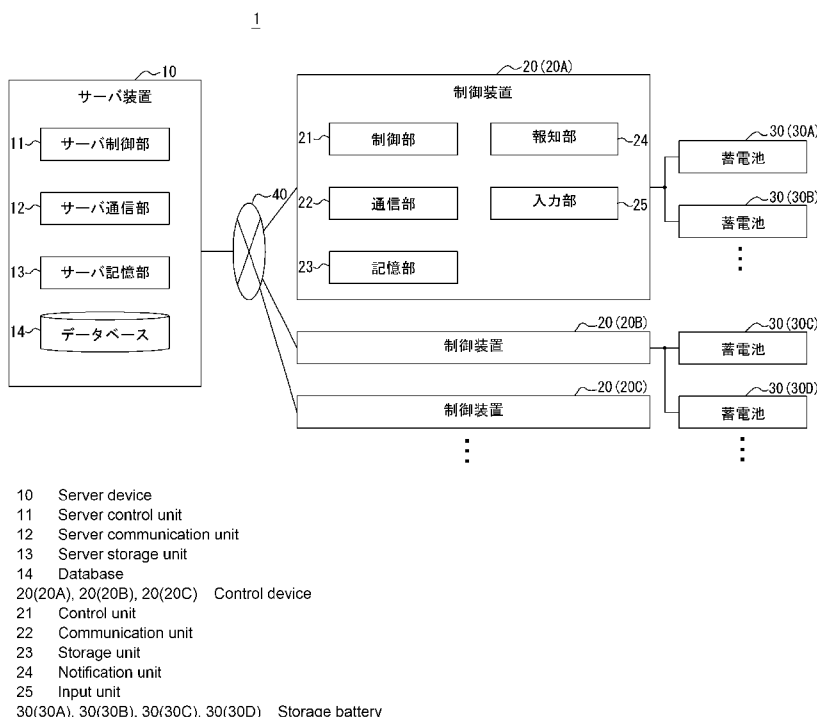 1
10
サーバ装置
11 サーバ制御部
12 サーバ通信部
13 サーバ記憶部
14 データベース
40
20(20A)
制御装置
21 制御部
報知部 24
22 通信部
入力部 25
23 記憶部
30(30A)
蓄電池
30(30B)
蓄電池
20(20B)
制御装置
30(30C)
蓄電池
20(20C)
制御装置
30(30D)
蓄電池
10 Server device
11 Server control unit
12 Server communication unit
13 Server storage unit
14 Database
20(20A), 20(20B), 20(20C) Control device
21 Control unit
22 Communication unit
23 Storage unit
24 Notification unit
25 Input unit
30(30A), 30(30B), 30(30C), 30(30D) Storage battery